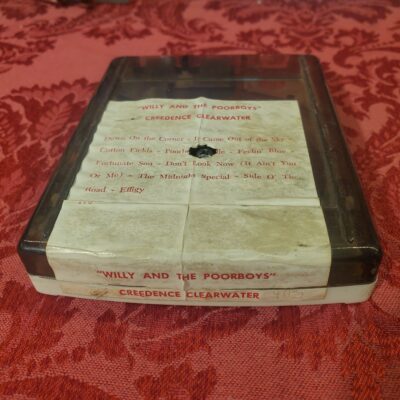 "WILLY AND THE POORBOYS"
CREEDENCE CLEARWATER
Down On the Corner - It Came Out of the Sky -
Cotton Fields - - Feelin' Blue -
Fortunate Son - Don't Look Now (It Ain't You
Or Me) - The Midnight Special - Side O' The
Road - Effigy
"WILLY AND THE POORBOYS"
CREEDENCE CLEARWATER